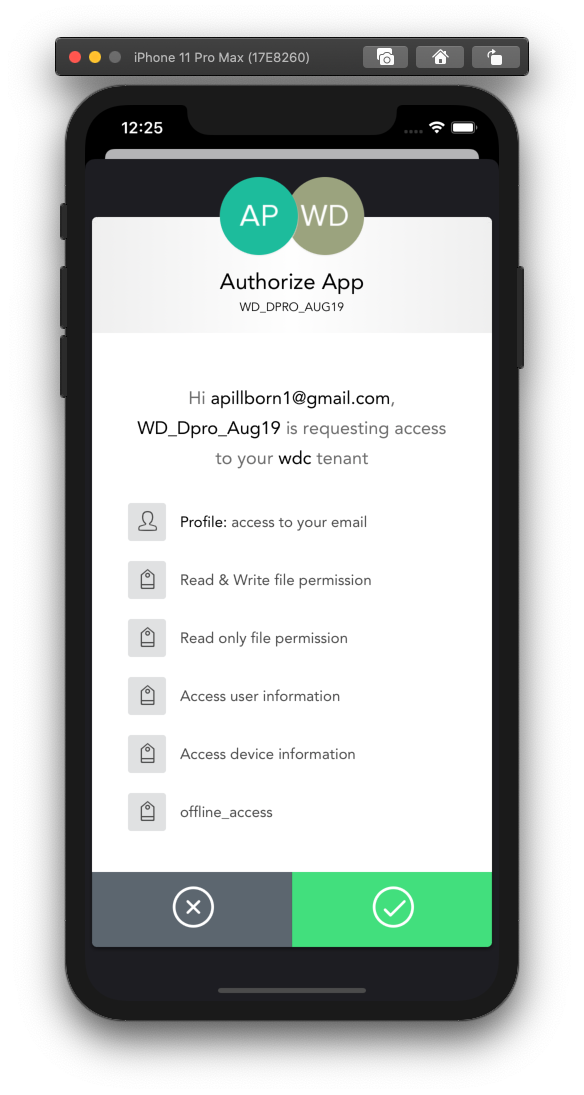 iPhone 11 Pro Max (17E8260)
12:25
AP WD
Authorize App
WD_DPRO_AUG19
Hi apillborn1@gmail.com,
WD_Dpro_Aug19 is requesting access
to your wdc tenant
Profile: access to your email
Read & Write file permission
Read only file permission
Access user information
Access device information
offline_access